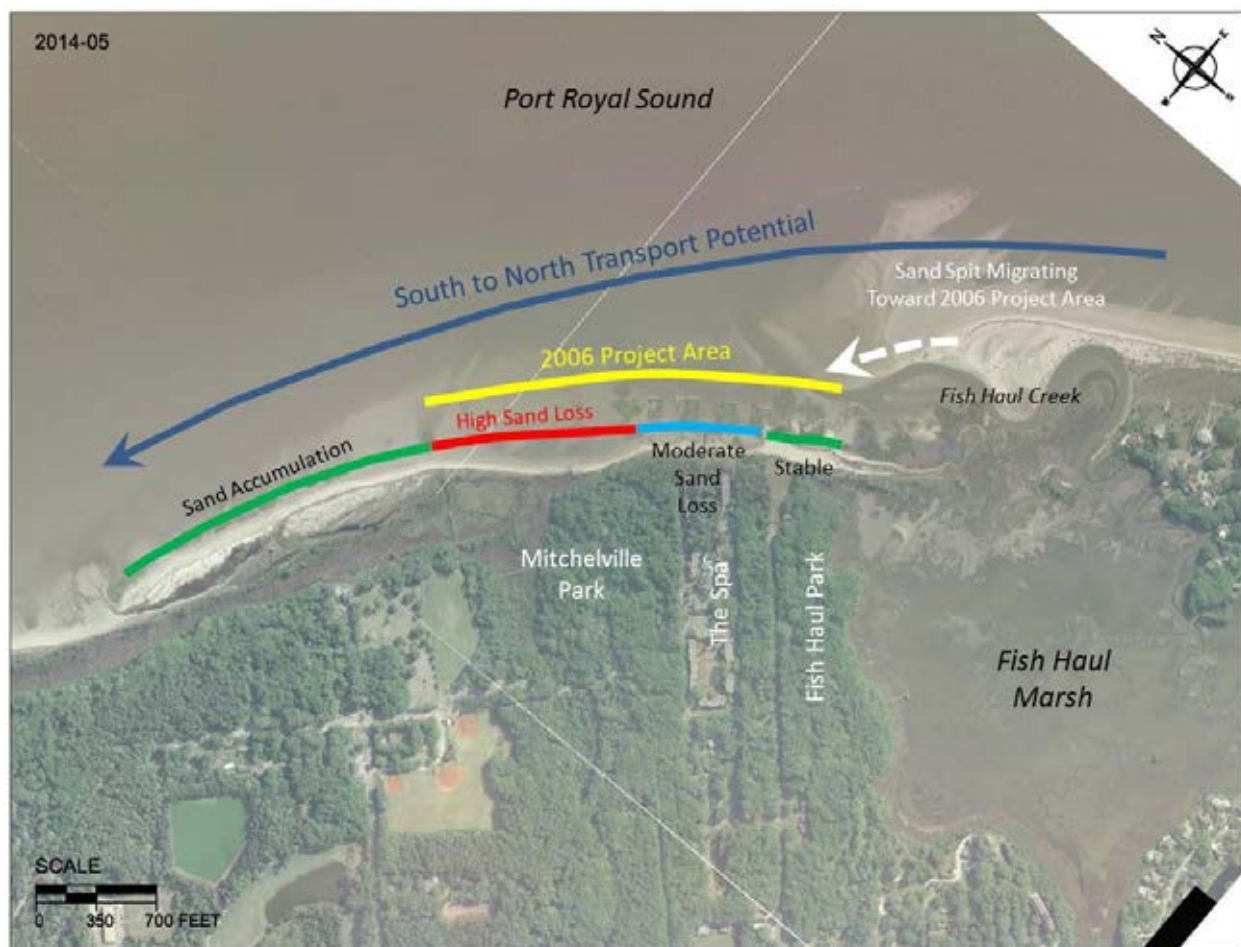 2014-05
N
E
S
Port Royal Sound
South to North Transport Potential
Sand Spit Migrating
Toward 2006 Project Area
2006 Project Area
Fish Haul Creek
High Sand Loss
Sand Accumulation
Moderate
Sand
Loss
Stable
Mitchelville
Park
The Spa
Fish Haul Park
Fish Haul
Marsh
SCALE
0 350 700 FEET